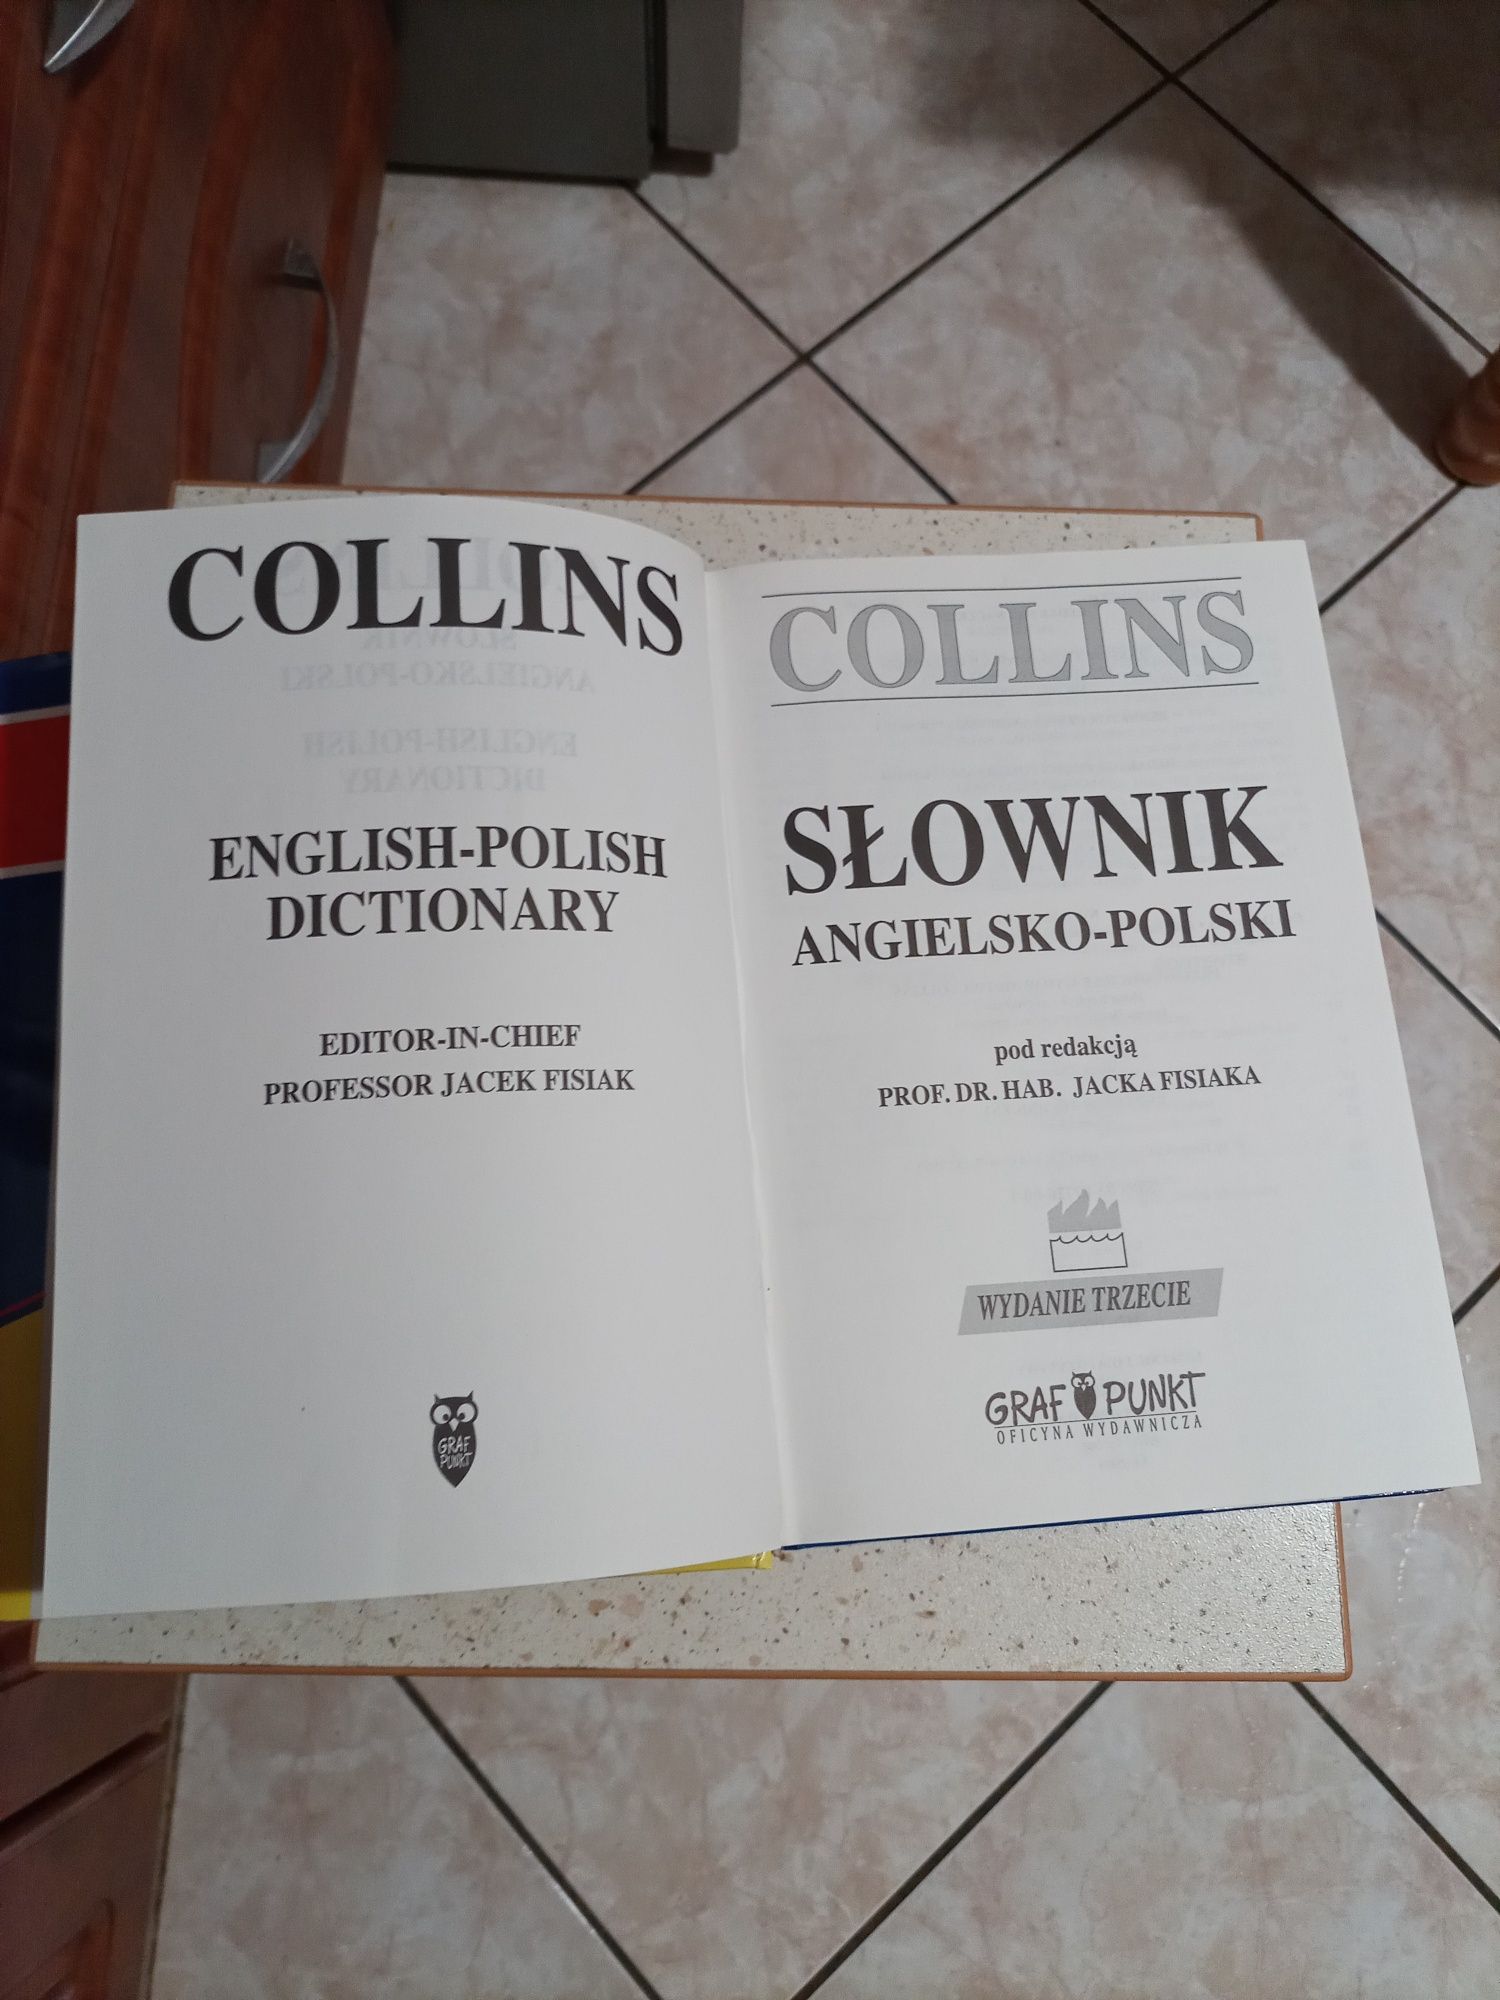 COLLINS
ENGLISH-POLISH
DICTIONARY
EDITOR-IN-CHIEF
PROFESSOR JACEK FISIAK
GRAF
PUNKT
COLLINS
SŁOWNIK
ANGIELSKO-POLSKI
pod redakcją
PROF. DR. HAB. JACKA FISIAKA
WYDANIE TRZECIE
GRAF PUNKT
OFICYNA WYDAWNICZA